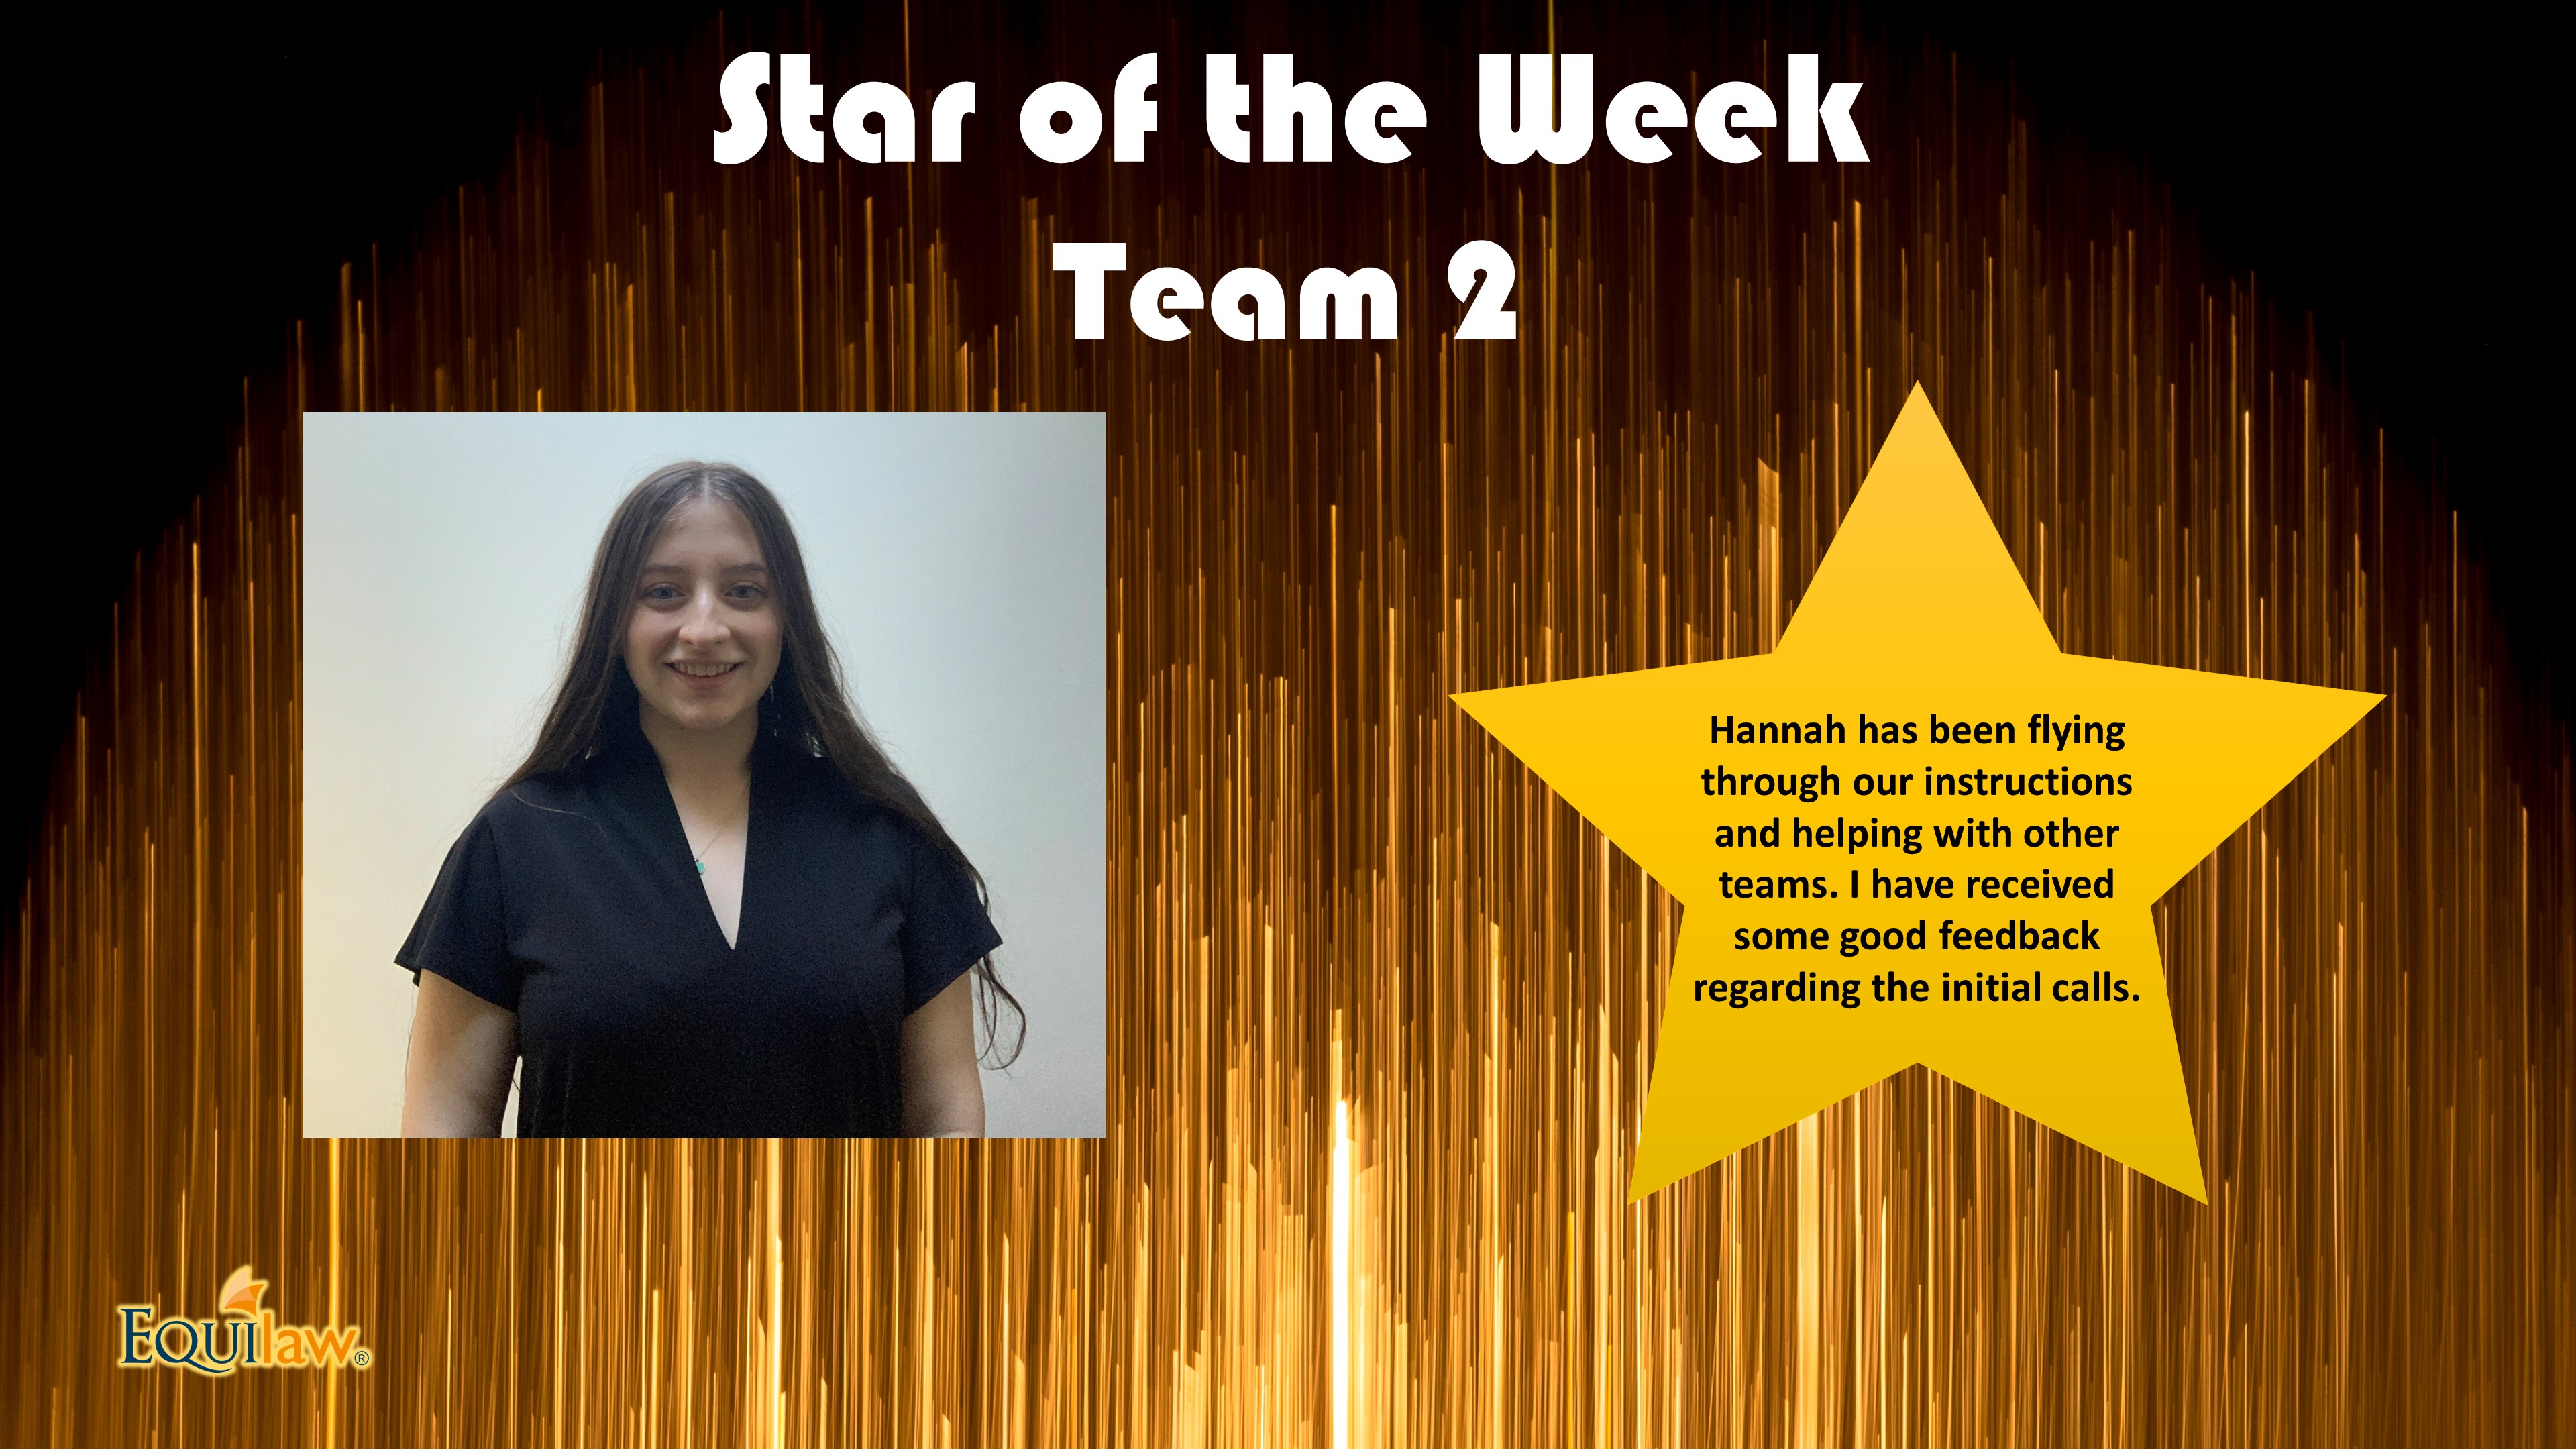 Star of the Week
Team 2
Hannah has been flying
through our instructions
and helping with other
teams. I have received
some good feedback
regarding the initial calls.
EQUIlaw®